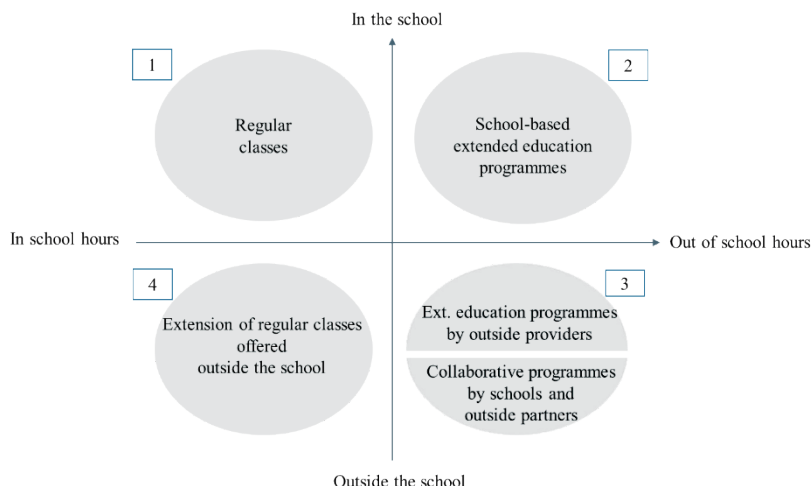 In the school
1
2
Regular
classes
School-based
extended education
programmes
In school hours
Out of school hours
4
3
Extension of regular classes
offered
outside the school
Ext. education programmes
by outside providers
Collaborative programmes
by schools and
outside partners
Outside the school